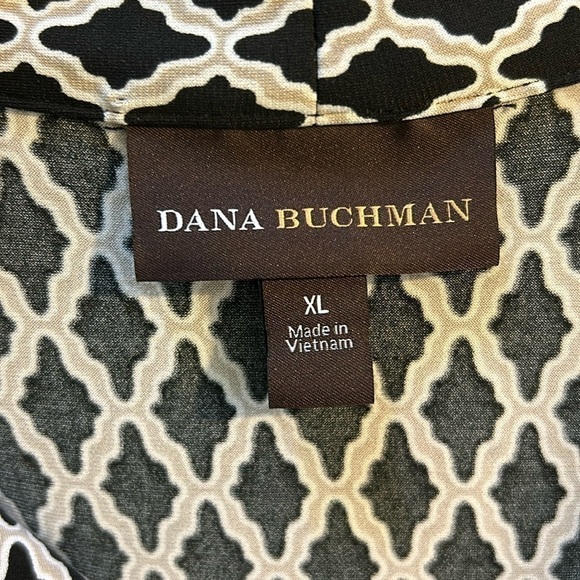 DANA BUCHMAN
XL
Made in
Vietnam